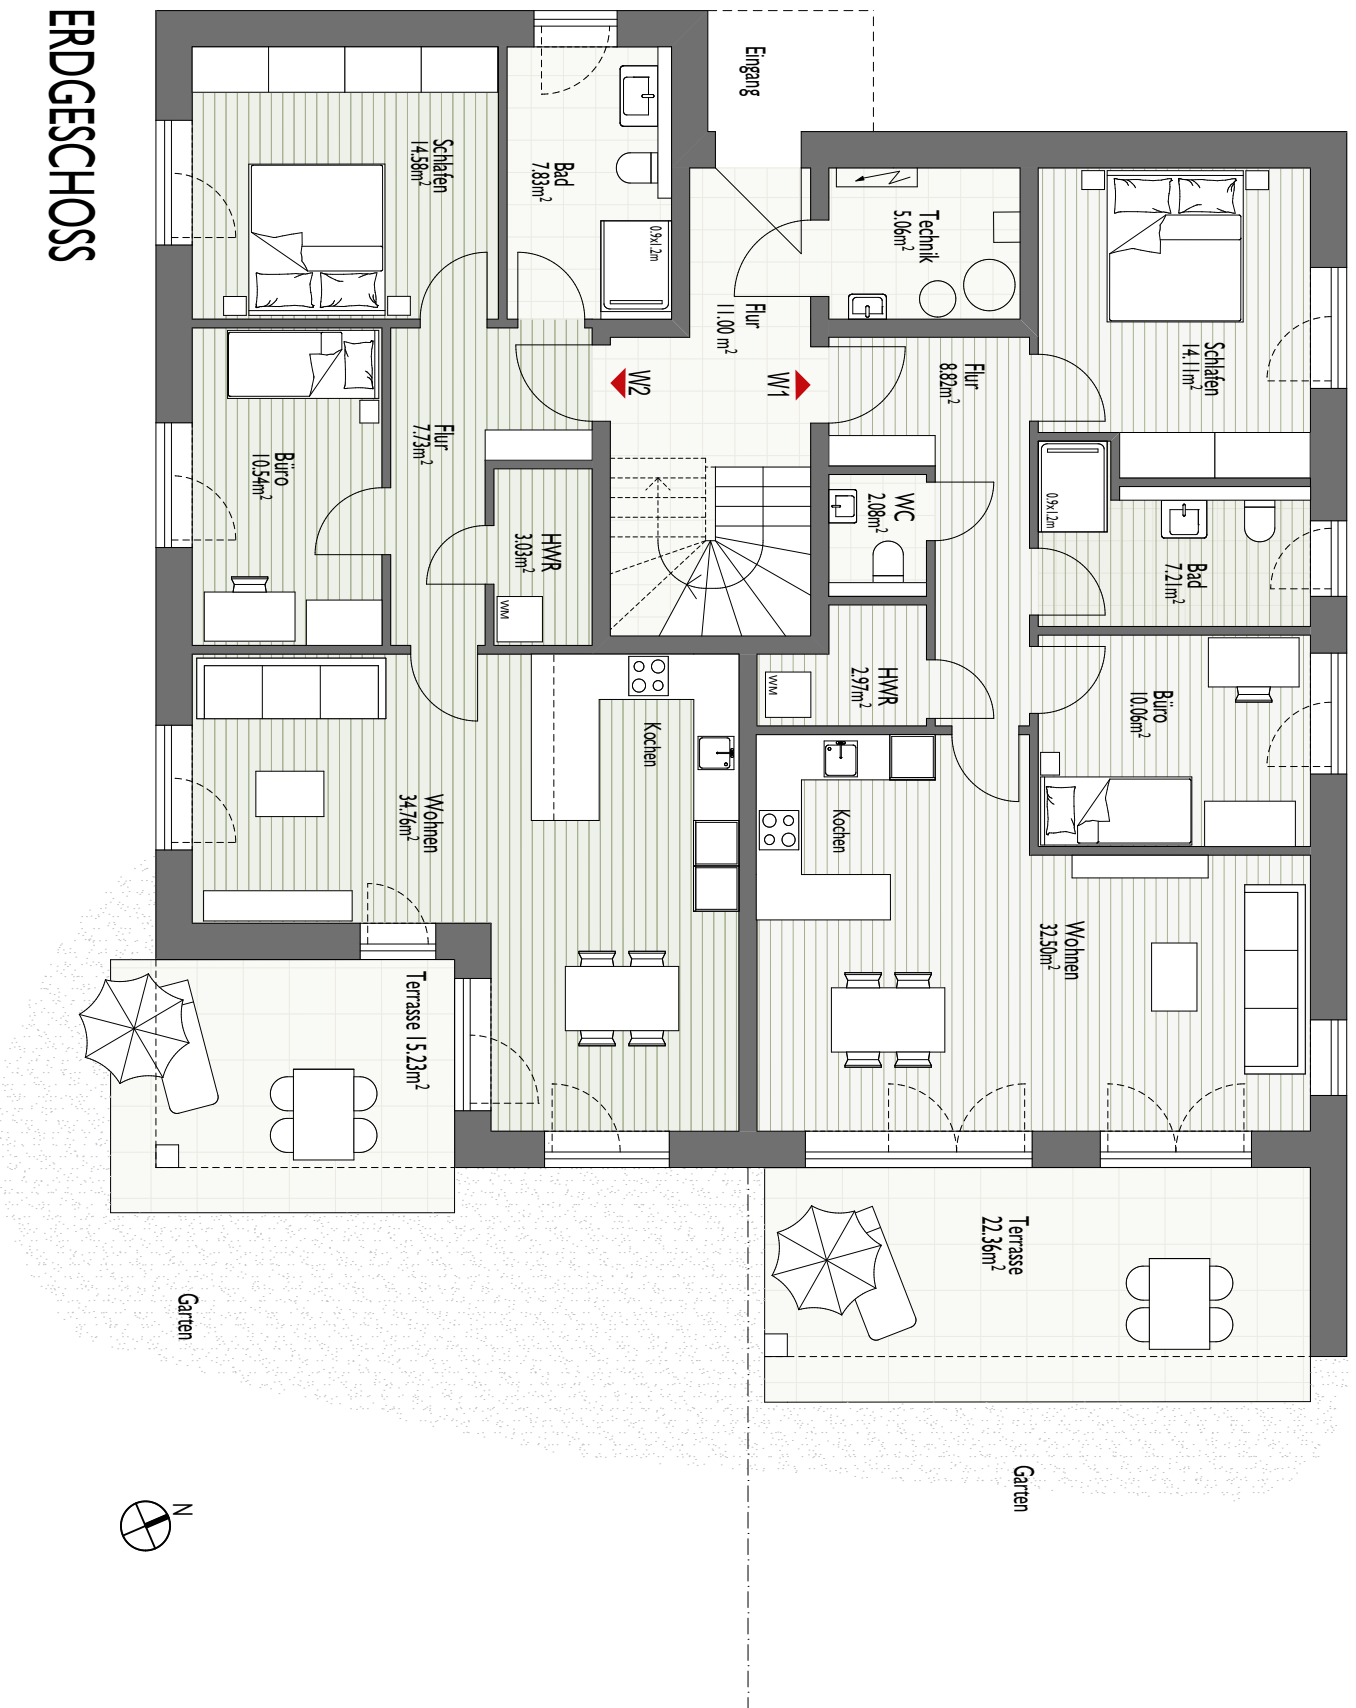 ERDGESCHOSS
Eingang
Schlafen
14.58m²
Bad
7.83m²
0.9x1.2m
Technik
5.06m²
Schlafen
14.11m²
Flur
11.00 m²
W2
W1
Flur
8.82m²
Büro
10.54m²
Flur
7.73m²
HWR
3.03m²
WM
WC
2.08m²
0.9x1.2m
Bad
7.21m²
HWR
2.97m²
WM
Büro
10.06m²
Kochen
Wohnen
34.76m²
Kochen
Wohnen
32.50m²
Terrasse 15.23m²
Terrasse
22.36m²
Garten
Garten
N